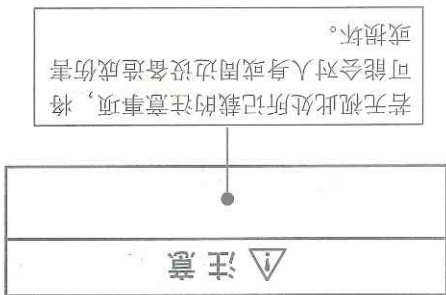 ⚠ 注意
若无视此处所记载的注意事项，将
可能会对人身或周边设备造成伤害
或损坏。